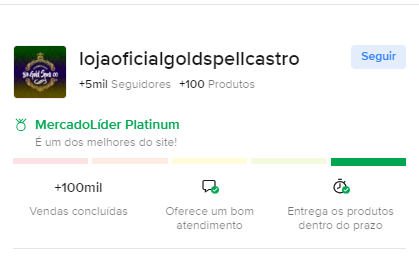 lojaoficialgoldspellcastro
Seguir
+5mil Seguidores +100 Produtos
MercadoLíder Platinum
É um dos melhores do site!
+100mil
Vendas concluídas
Oferece um bom
atendimento
Entrega os produtos
dentro do prazo